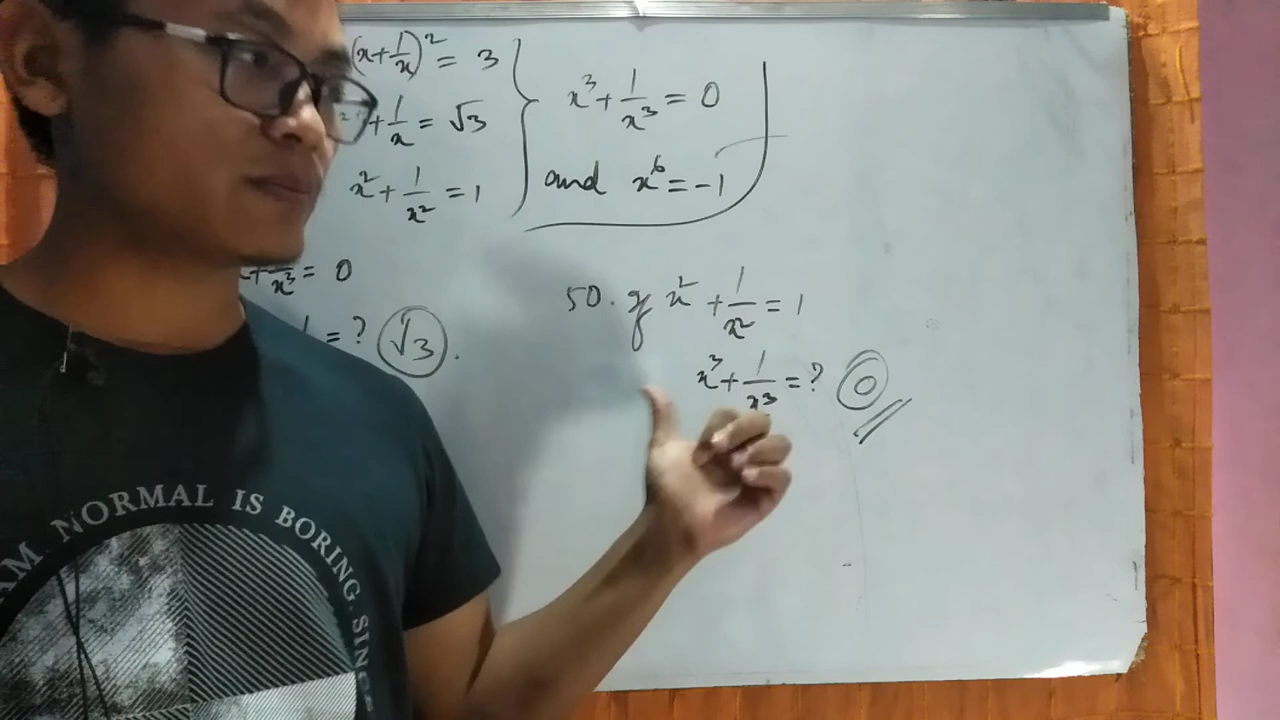 (x+1/x)² = 3
+1/x = √3
x²+1/x² = 1
x³+1/x³ = 0
and x⁶ = -1
+1/x³ = 0
= ? √3.
50. If x²+1/x² = 1
x³+1/x³ = ? 0
AM NORMAL IS BORING.